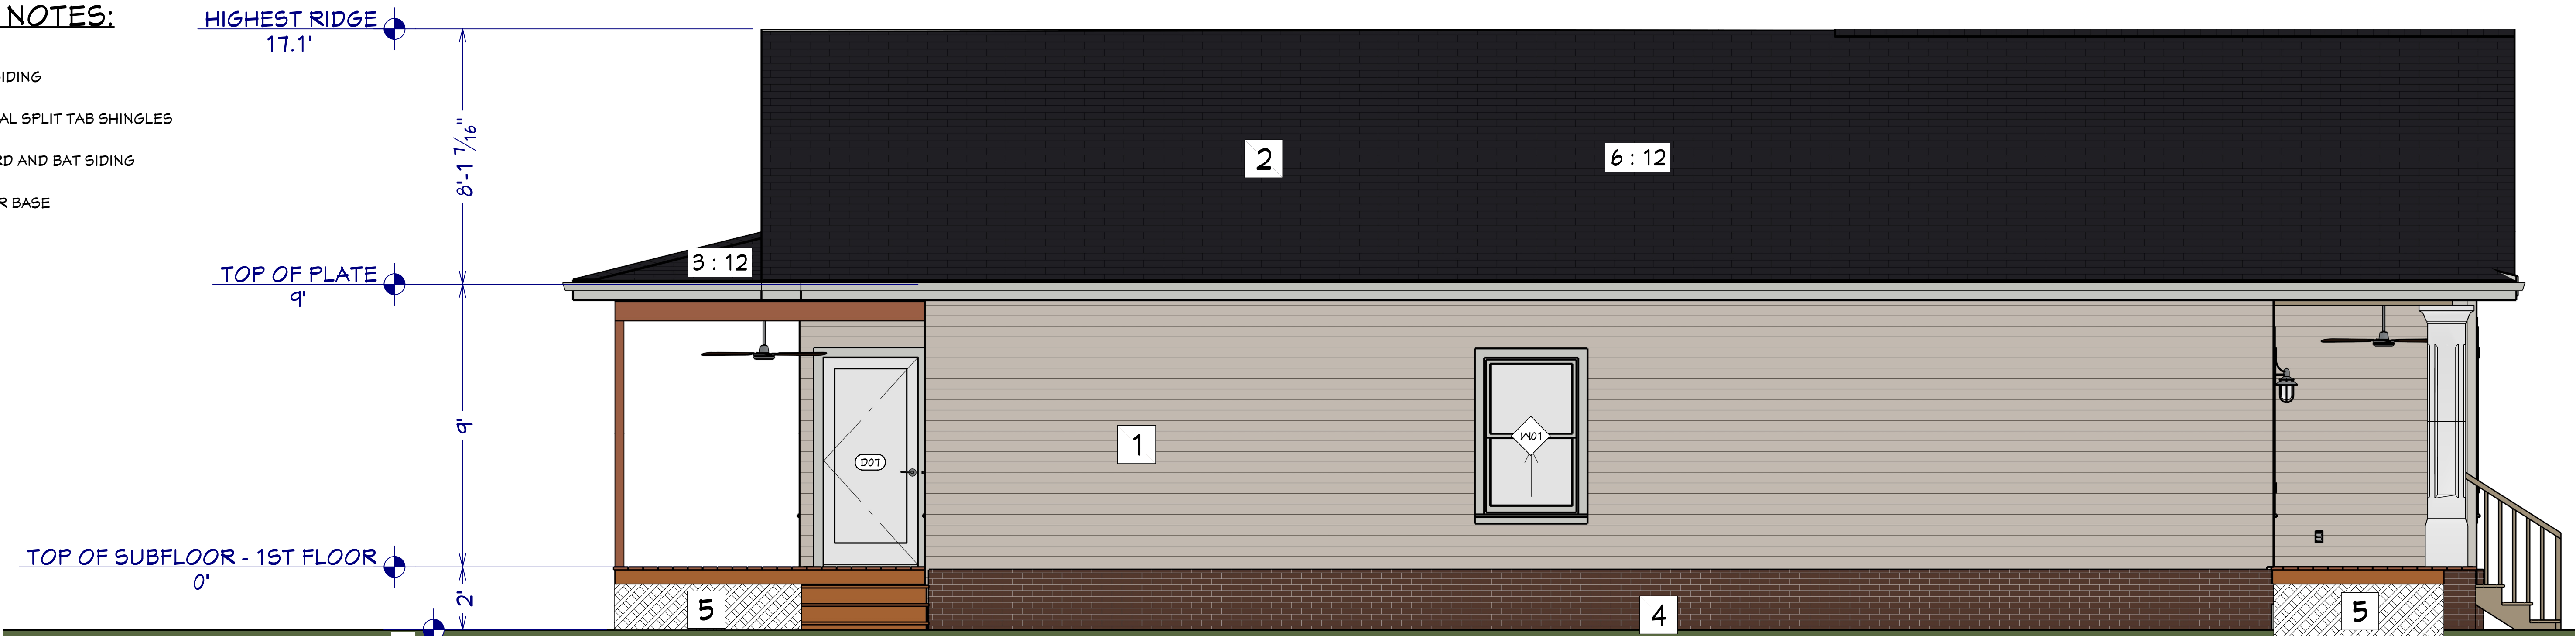 NOTES:
SIDING
AL SPLIT TAB SHINGLES
RD AND BAT SIDING
R BASE
HIGHEST RIDGE
17.1'
8'-1 7/16"
2
6 : 12
3 : 12
TOP OF PLATE
9'
9'
1
D07
W01
TOP OF SUBFLOOR - 1ST FLOOR
0'
2'
5
4
5